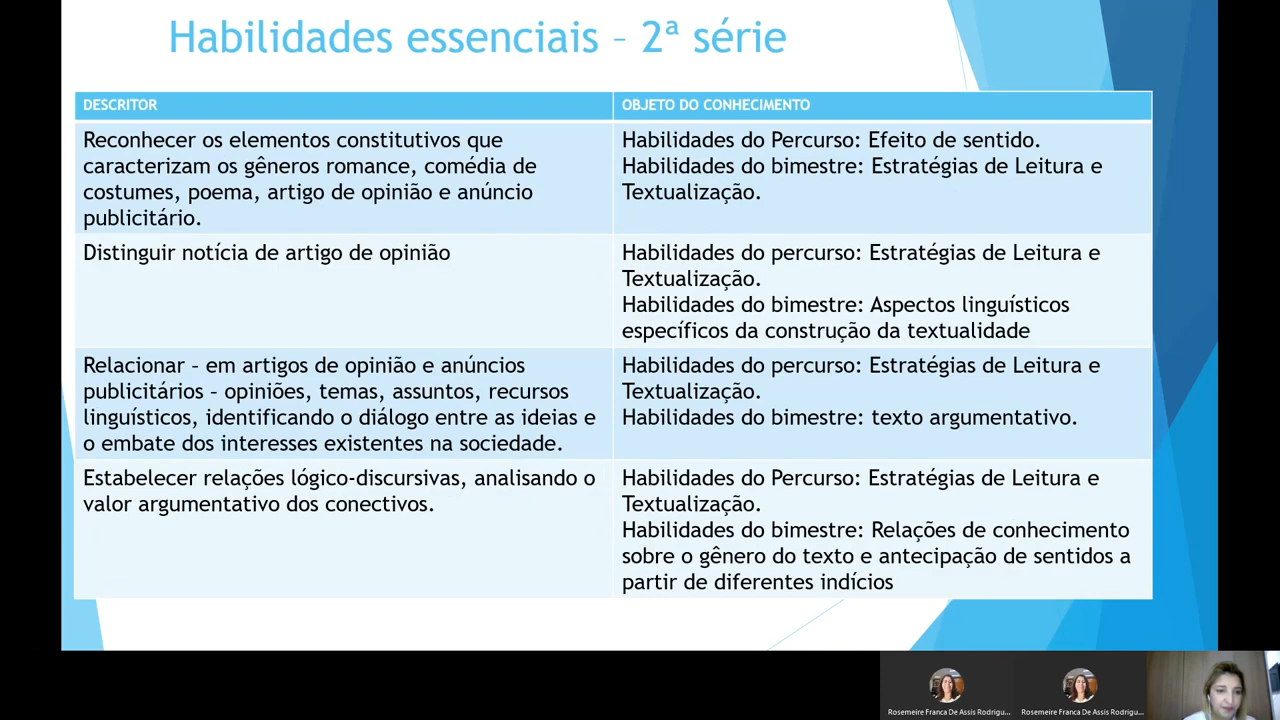 Habilidades essenciais – 2ª série
DESCRITOR
OBJETO DO CONHECIMENTO
Reconhecer os elementos constitutivos que
caracterizam os gêneros romance, comédia de
costumes, poema, artigo de opinião e anúncio
publicitário.
Habilidades do Percurso: Efeito de sentido.
Habilidades do bimestre: Estratégias de Leitura e
Textualização.
Distinguir notícia de artigo de opinião
Habilidades do percurso: Estratégias de Leitura e
Textualização.
Habilidades do bimestre: Aspectos linguísticos
específicos da construção da textualidade
Relacionar – em artigos de opinião e anúncios
publicitários – opiniões, temas, assuntos, recursos
linguísticos, identificando o diálogo entre as ideias e
o embate dos interesses existentes na sociedade.
Habilidades do percurso: Estratégias de Leitura e
Textualização.
Habilidades do bimestre: texto argumentativo.
Estabelecer relações lógico-discursivas, analisando o
valor argumentativo dos conectivos.
Habilidades do Percurso: Estratégias de Leitura e
Textualização.
Habilidades do bimestre: Relações de conhecimento
sobre o gênero do texto e antecipação de sentidos a
partir de diferentes indícios
Rosemeire Franca De Assis Rodrigu...
Rosemeire Franca De Assis Rodrigu...